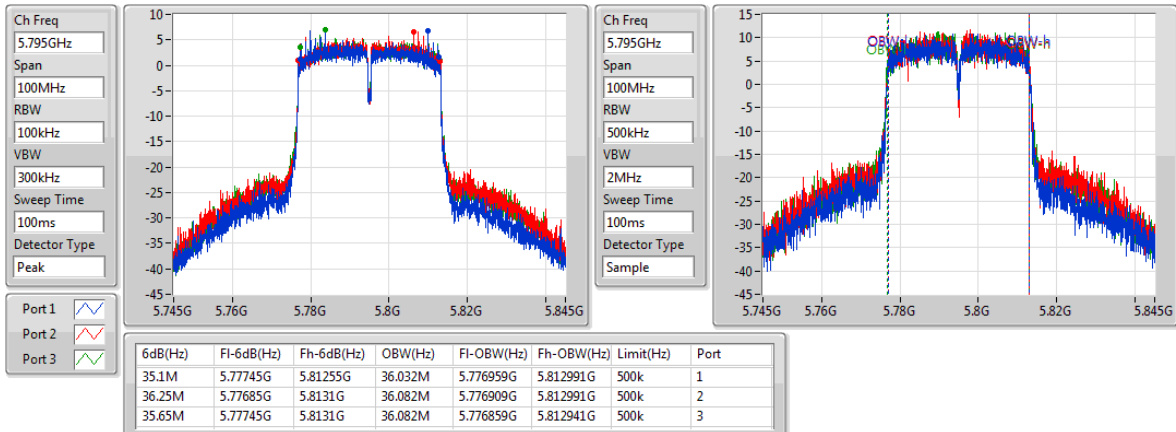 Ch Freq
5.795GHz
Span
100MHz
RBW
100kHz
VBW
300kHz
Sweep Time
100ms
Detector Type
Peak
Port 1
Port 2
Port 3
10
5
0
-5
-10
-15
-20
-25
-30
-35
-40
-45
5.745G 5.76G 5.78G 5.8G 5.82G 5.845G
Ch Freq
5.795GHz
Span
100MHz
RBW
500kHz
VBW
2MHz
Sweep Time
100ms
Detector Type
Sample
15
10
5
0
-5
-10
-15
-20
-25
-30
-35
-40
-45
OBW-h
5.745G 5.76G 5.78G 5.8G 5.82G 5.845G
6dB(Hz) Fl-6dB(Hz) Fh-6dB(Hz) OBW(Hz) Fl-OBW(Hz) Fh-OBW(Hz) Limit(Hz) Port
35.1M 5.77745G 5.81255G 36.032M 5.776959G 5.812991G 500k 1
36.25M 5.77685G 5.8131G 36.082M 5.776909G 5.812991G 500k 2
35.65M 5.77745G 5.8131G 36.082M 5.776859G 5.812941G 500k 3